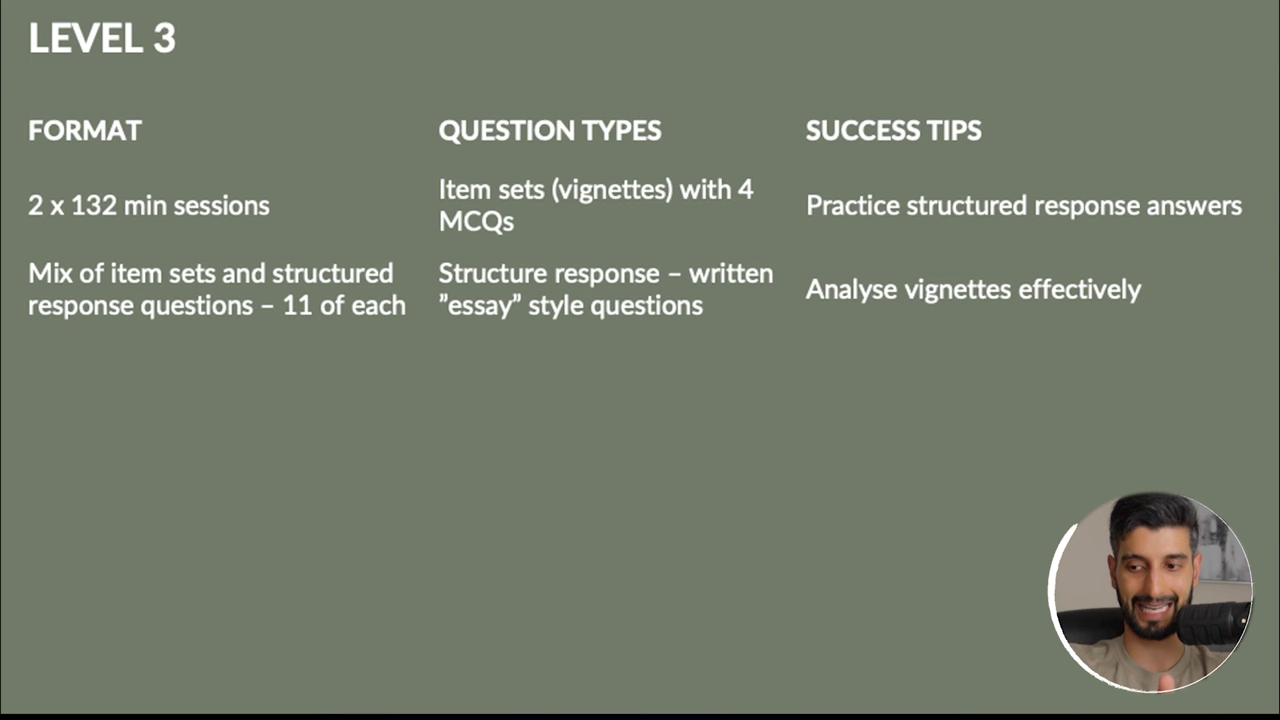 LEVEL 3
FORMAT
QUESTION TYPES
SUCCESS TIPS
2 x 132 min sessions
Item sets (vignettes) with 4
MCQs
Practice structured response answers
Mix of item sets and structured
response questions – 11 of each
Structure response – written
”essay” style questions
Analyse vignettes effectively